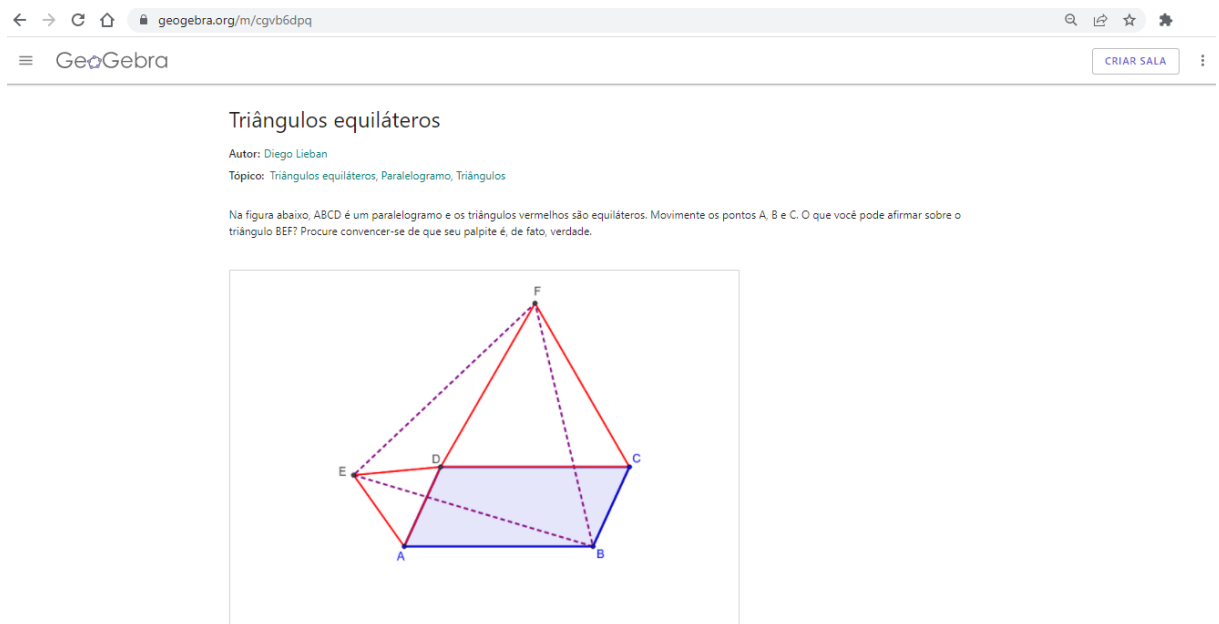 geogebra.org/m/cgvb6dpq
GeoGebra
CRIAR SALA
Triângulos equiláteros
Autor: Diego Lieban
Tópico: Triângulos equiláteros, Paralelogramo, Triângulos
Na figura abaixo, ABCD é um paralelogramo e os triângulos vermelhos são equiláteros. Movimente os pontos A, B e C. O que você pode afirmar sobre o
triângulo BEF? Procure convencer-se de que seu palpite é, de fato, verdade.
F
D
C
E
A
B